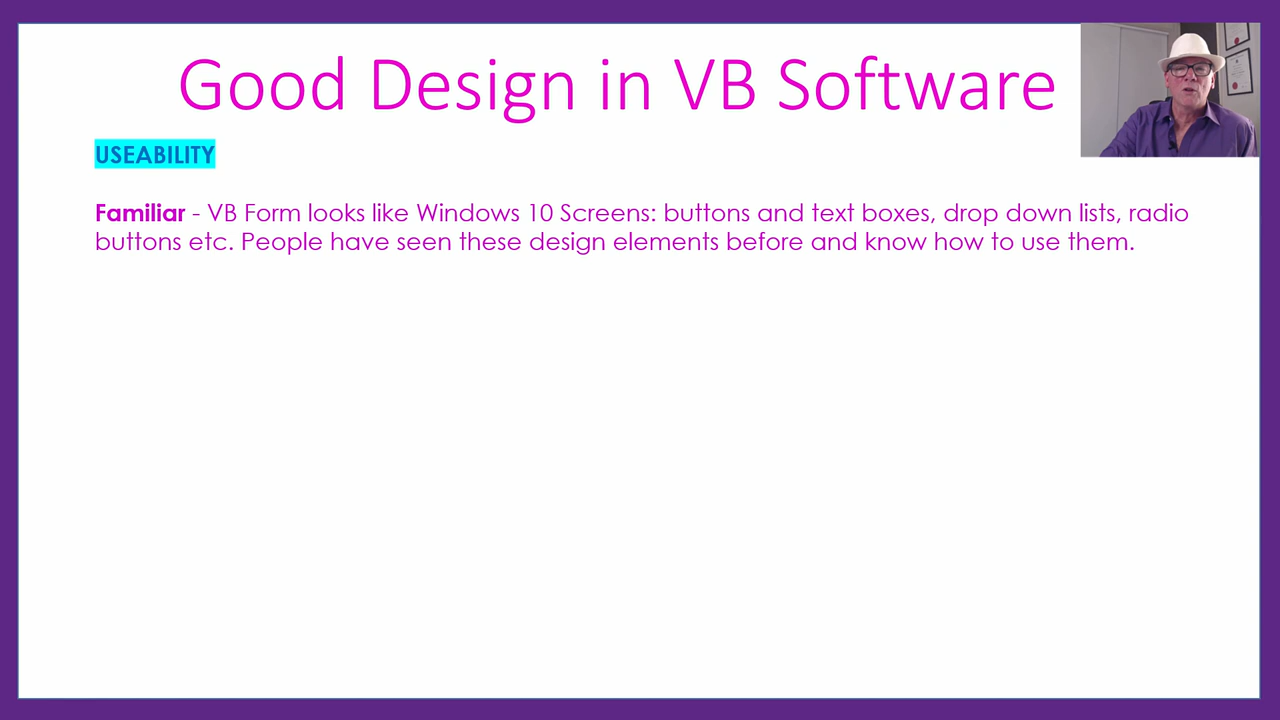 Good Design in VB Software
USEABILITY
Familiar - VB Form looks like Windows 10 Screens: buttons and text boxes, drop down lists, radio
buttons etc. People have seen these design elements before and know how to use them.